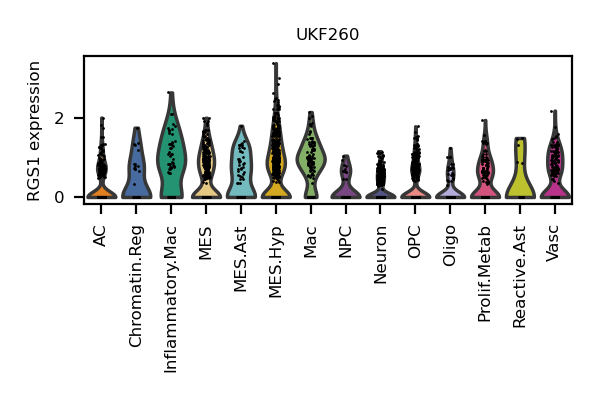 UKF260
RGS1 expression
2
0
AC
Chromatin.Reg
Inflammatory.Mac
MES
MES.Ast
MES.Hyp
Mac
NPC
Neuron
OPC
Oligo
Prolif.Metab
Reactive.Ast
Vasc